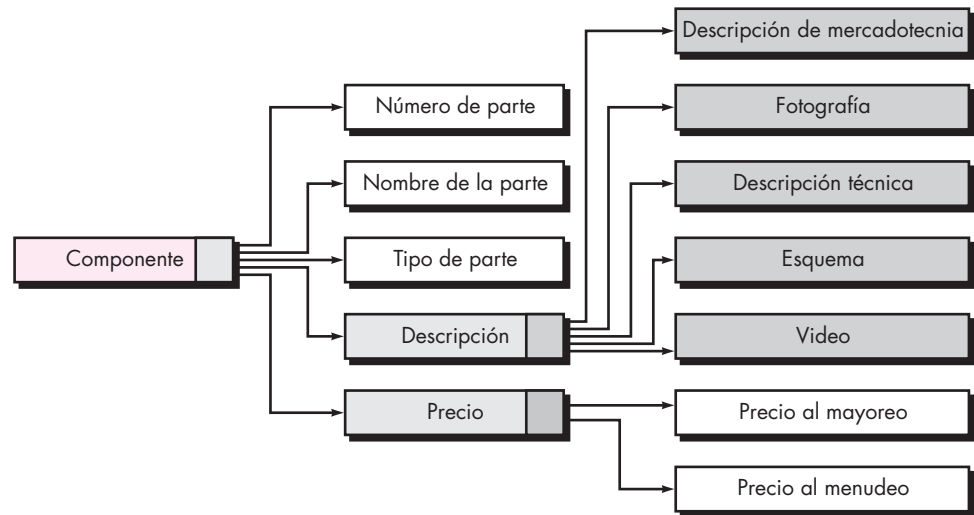 Componente
Número de parte
Nombre de la parte
Tipo de parte
Descripción
Precio
Descripción de mercadotecnia
Fotografía
Descripción técnica
Esquema
Video
Precio al mayoreo
Precio al menudeo